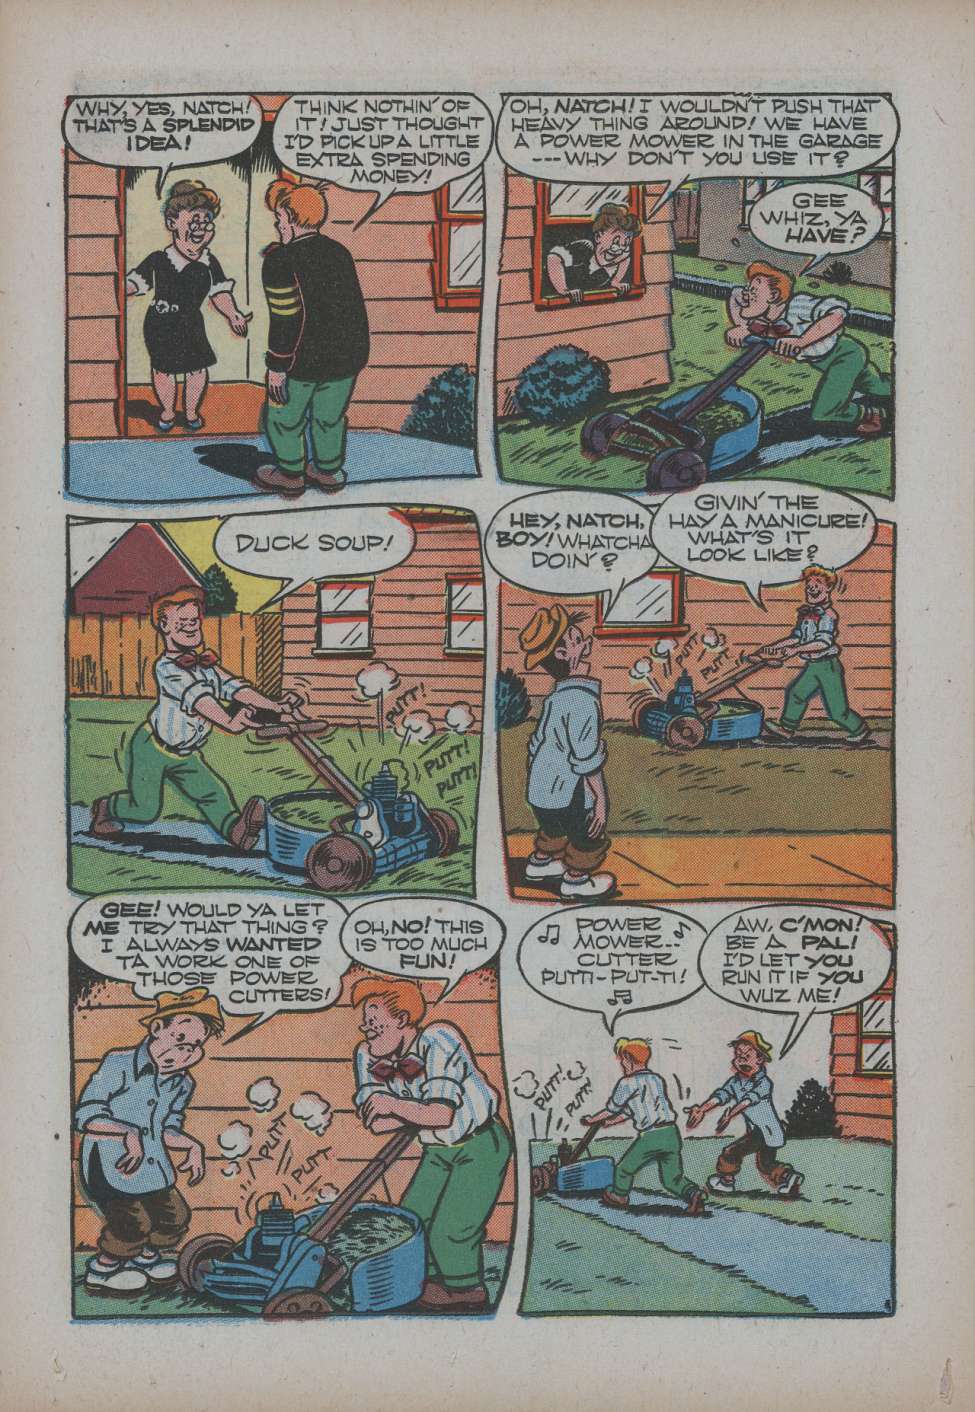 WHY, YES, NATCH!
THAT'S A SPLENDID
IDEA!
THINK NOTHIN' OF
IT! JUST THOUGHT
I'D PICK UP A LITTLE
EXTRA SPENDING
MONEY!
OH, NATCH! I WOULDN'T PUSH THAT
HEAVY THING AROUND! WE HAVE
A POWER MOWER IN THE GARAGE
---WHY DON'T YOU USE IT?
GEE
WHIZ, YA
HAVE?
DUCK SOUP!
PUTT!
PUTT!
PUTT!
HEY, NATCH,
BOY! WHATCHA
DOIN'?
GIVIN' THE
HAY A MANICURE!
WHAT'S IT
LOOK LIKE?
PUTT
PUTT
GEE! WOULD YA LET
ME TRY THAT THING?
I ALWAYS WANTED
TA WORK ONE OF
THOSE POWER
CUTTERS!
OH, NO! THIS
IS TOO MUCH
FUN!
PUTT
PUTT
POWER
MOWER--
CUTTER
PUTTI-PUT-TI!
AW, C'MON!
BE A PAL!
I'D LET YOU
RUN IT IF YOU
WUZ ME!
PUTT!
PUTT!